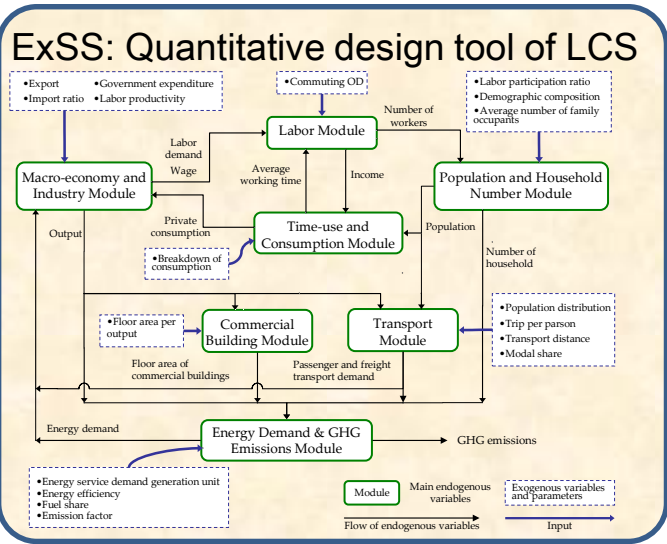 ExSS: Quantitative design tool of LCS
•Export •Government expenditure
•Import ratio •Labor productivity
•Commuting OD
•Labor participation ratio
•Demographic composition
•Average number of family
occupants
Number of
workers
Labor Module
Labor
demand
Wage
Average
working time
Income
Macro-economy and
Industry Module
Population and Household
Number Module
Private
consumption
Time-use and
Consumption Module
Output
Population
Number of
household
•Breakdown of
consumption
•Floor area per
output
Commercial
Building Module
Transport
Module
•Population distribution
•Trip per parson
•Transport distance
•Modal share
Floor area of
commercial buildings
Passenger and freight
transport demand
Energy demand
Energy Demand & GHG
Emissions Module
GHG emissions
•Energy service demand generation unit
•Energy efficiency
•Fuel share
•Emission factor
Module
Main endogenous
variables
Exogenous variables
and parameters
Flow of endogenous variables
Input